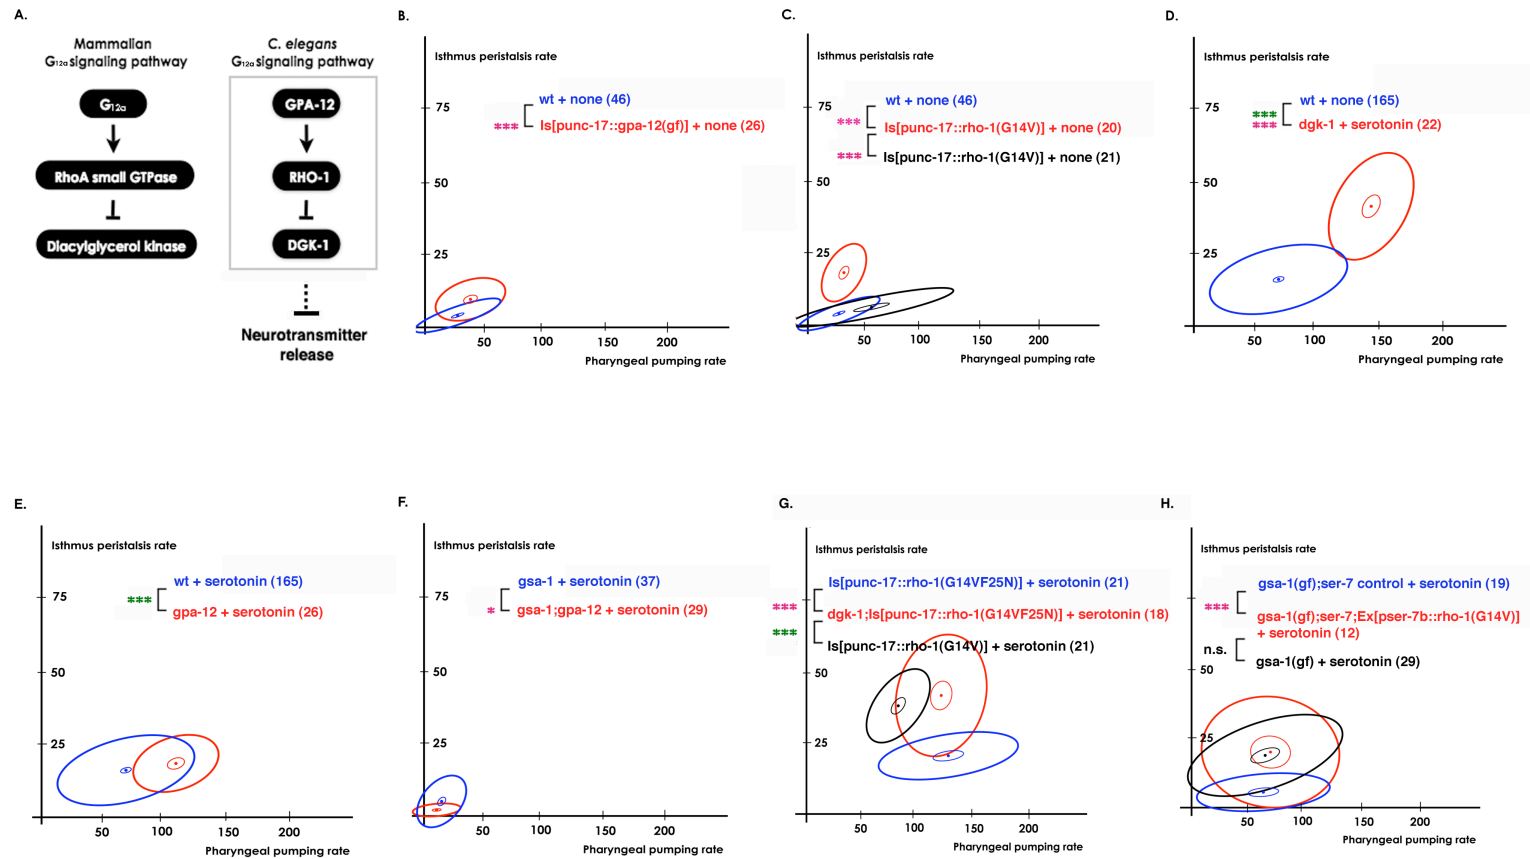 A.
Mammalian
G12α signaling pathway
G12α
RhoA small GTPase
Diacylglycerol kinase
C. elegans
G12α signaling pathway
GPA-12
RHO-1
DGK-1
Neurotransmitter
release
B.
Isthmus peristalsis rate
wt + none (46)
*** Is[punc-17::gpa-12(gf)] + none (26)
75
50
25
50 100 150 200
Pharyngeal pumping rate
C.
Isthmus peristalsis rate
wt + none (46)
***
Is[punc-17::rho-1(G14V)] + none (20)
***
Is[punc-17::rho-1(G14V)] + none (21)
75
50
25
50 100 150 200
Pharyngeal pumping rate
D.
Isthmus peristalsis rate
wt + none (165)
***
*** dgk-1 + serotonin (22)
75
50
25
50 100 150 200
Pharyngeal pumping rate
E.
Isthmus peristalsis rate
wt + serotonin (165)
***
gpa-12 + serotonin (26)
75
50
25
50 100 150 200
Pharyngeal pumping rate
F.
Isthmus peristalsis rate
gsa-1 + serotonin (37)
* gsa-1;gpa-12 + serotonin (29)
75
50
25
50 100 150 200
Pharyngeal pumping rate
G.
Isthmus peristalsis rate
Is[punc-17::rho-1(G14VF25N)] + serotonin (21)
***
dgk-1;Is[punc-17::rho-1(G14VF25N)] + serotonin (18)
***
Is[punc-17::rho-1(G14V)] + serotonin (21)
50
25
50 100 150 200
Pharyngeal pumping rate
H.
Isthmus peristalsis rate
gsa-1(gf);ser-7 control + serotonin (19)
***
gsa-1(gf);ser-7;Ex[pser-7b::rho-1(G14V)]
+ serotonin (12)
n.s.
gsa-1(gf) + serotonin (29)
50
25
50 100 150 200
Pharyngeal pumping rate